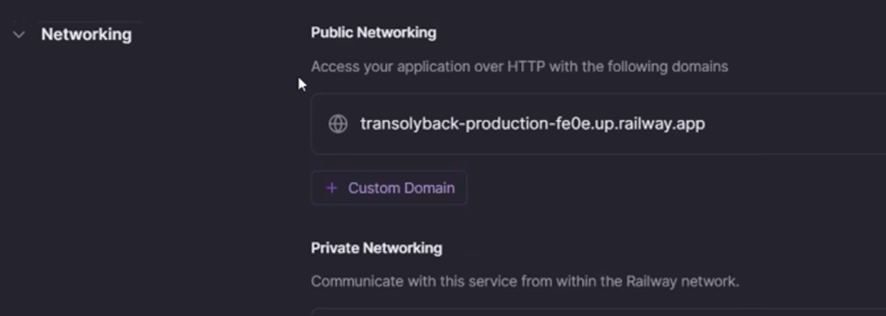 Networking
Public Networking
Access your application over HTTP with the following domains
transolyback-production-fe0e.up.railway.app
+ Custom Domain
Private Networking
Communicate with this service from within the Railway network.